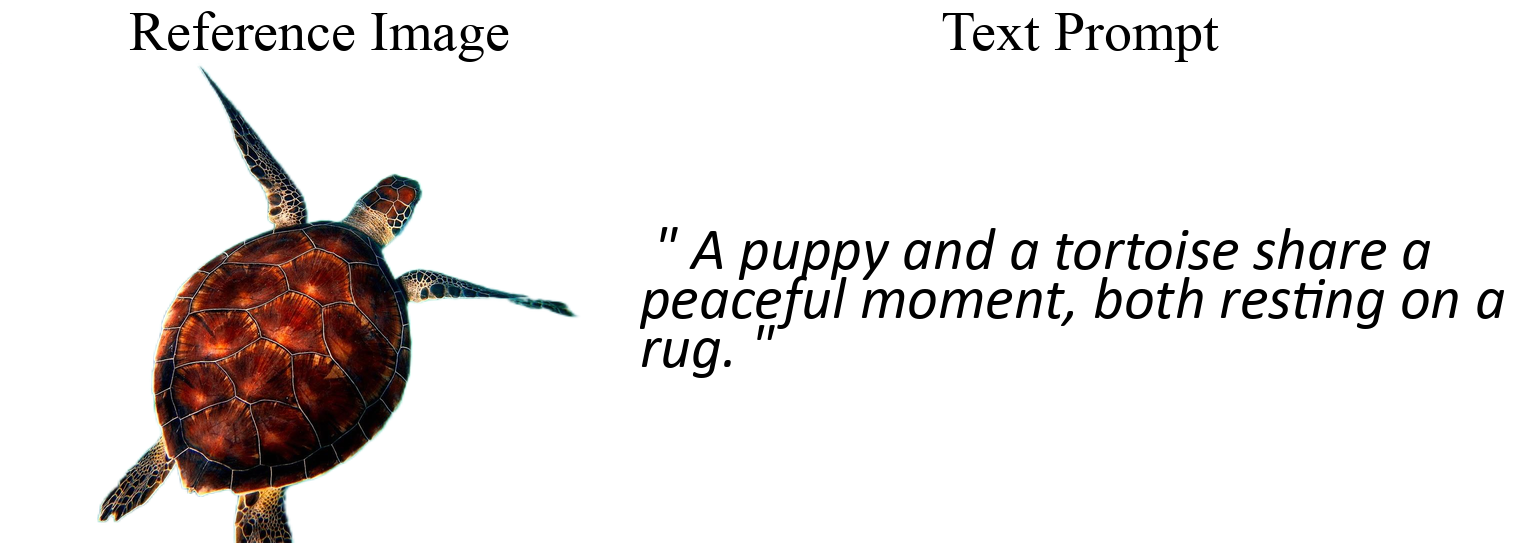 Reference Image
Text Prompt
" A puppy and a tortoise share a
peaceful moment, both resting on a
rug. "